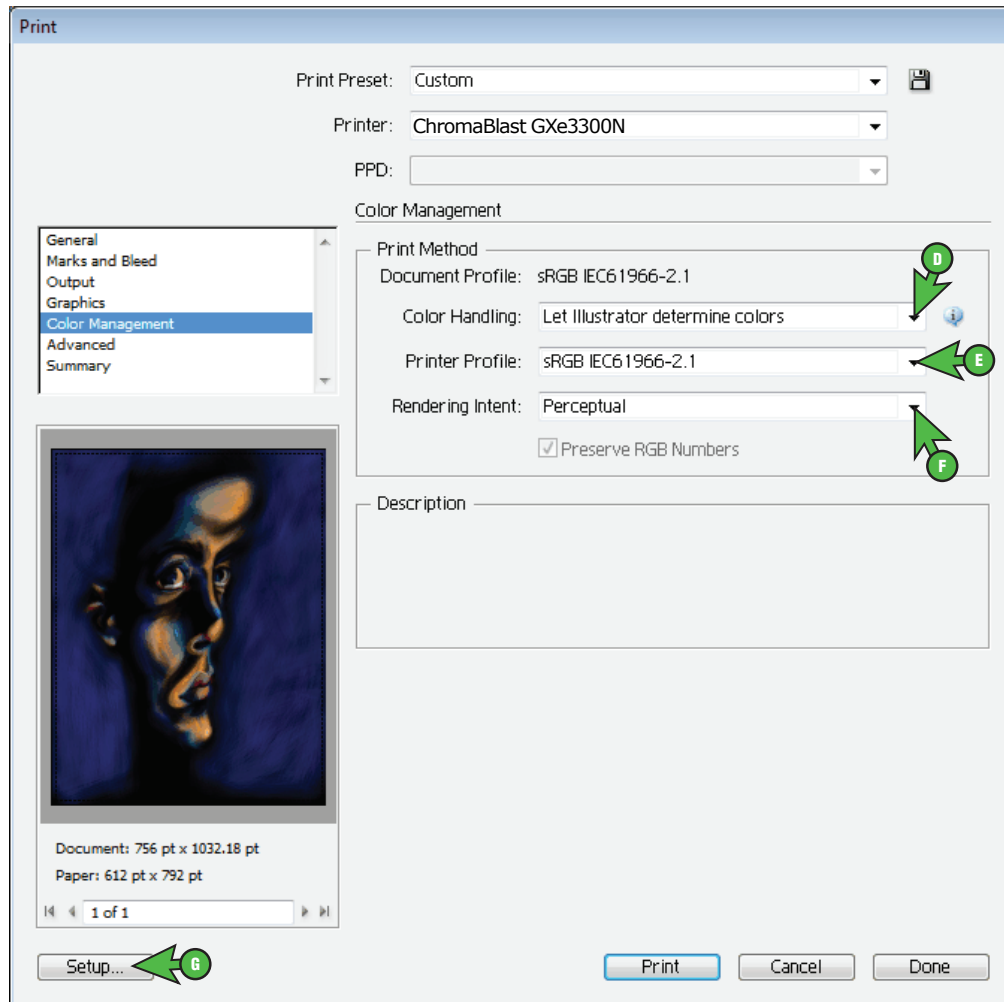 Print
Print Preset: Custom
Printer: ChromaBlast GXe3300N
PPD:
Color Management
General
Marks and Bleed
Output
Graphics
Color Management
Advanced
Summary
Print Method
Document Profile: sRGB IEC61966-2.1
D
Color Handling: Let Illustrator determine colors
Printer Profile: sRGB IEC61966-2.1
E
Rendering Intent: Perceptual
Preserve RGB Numbers
F
Description
Document: 756 pt x 1032.18 pt
Paper: 612 pt x 792 pt
1 of 1
Setup...
G
Print
Cancel
Done